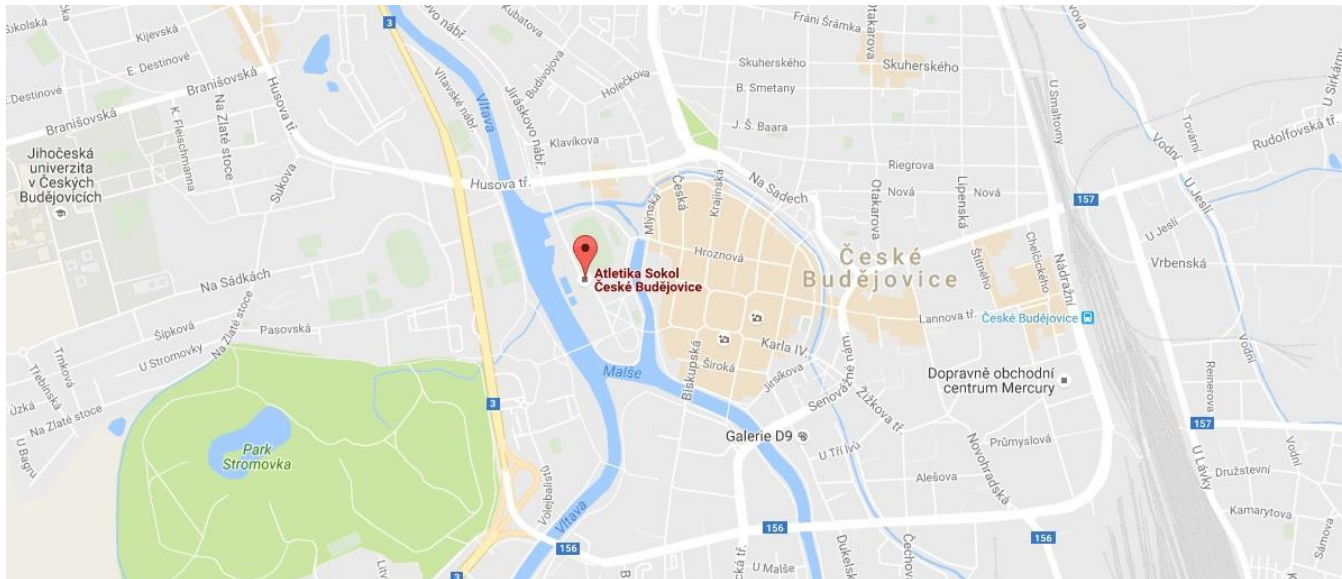 Sokolská
Kijevská
E. Destinové
Destinové
Branišovská
Branišovská
Husova tř.
K. Fleischmanna
Na Zlaté stoce
Sukova
Jihočeská
univerzita
v Českých
Budějovicích
3
Kubatova
Jiráskovo nábř.
Vltavské nábř.
Vltava
Budivojova
Holečkova
Klavíkova
Husova tř.
Fráni Šrámka
Otakarova
Skuherského
Skuherského
B. Smetany
J. Š. Baara
Riegrova
Na Sadech
Otakarova
Nová
Lipenská
Nová
U Smaltovny
Vodní
Tovární
U Sirkárny
Rudolfovská tř.
157
U Jeslí
U Jeslí
Vrbenská
Mlýnská
Česká
Krajinská
Hroznová
Atletika Sokol
České Budějovice
České
Budějovice
Štítného
Chelčického
Nádražní
Lannova tř.
České Budějovice
Na Sádkách
Šípková
Pasovská
U Stromovky
Na Zlaté stoce
Trnková
Třebínská
Úzká
Na Zlaté stoce
U Bagru
Park
Stromovka
3
Malše
Biskupská
Široká
Karla IV.
Jirsíkova
Senovážné nám.
Žižkova tř.
Dopravně obchodní
centrum Mercury
Galerie D9
U Tří lvů
Průmyslová
Novohradská
Alešova
Reinerova
Vodní
157
U Lávky
Družstevní
Vodní
Kamarytova
Sámova
Volejbalistů
Vltava
156
156
156
3
U Malše
Čechova